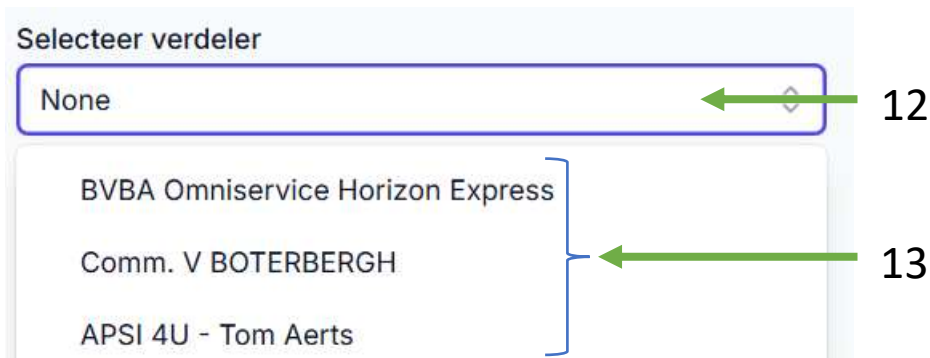 Selecteer verdeler
None
12
BVBA Omniservice Horizon Express
Comm. V BOTERBERGH
13
APSI 4U - Tom Aerts